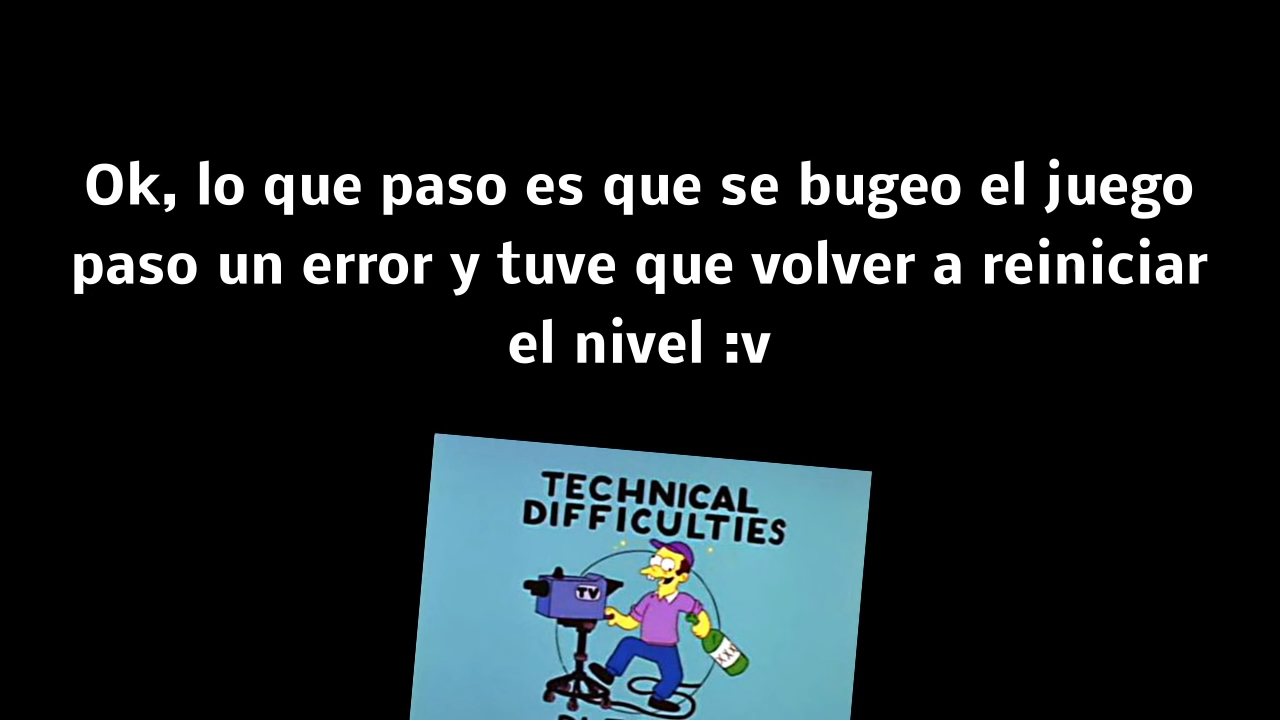 Ok, lo que paso es que se bugeo el juego
paso un error y tuve que volver a reiniciar
el nivel :v
TECHNICAL
DIFFICULTIES
TV
XXX